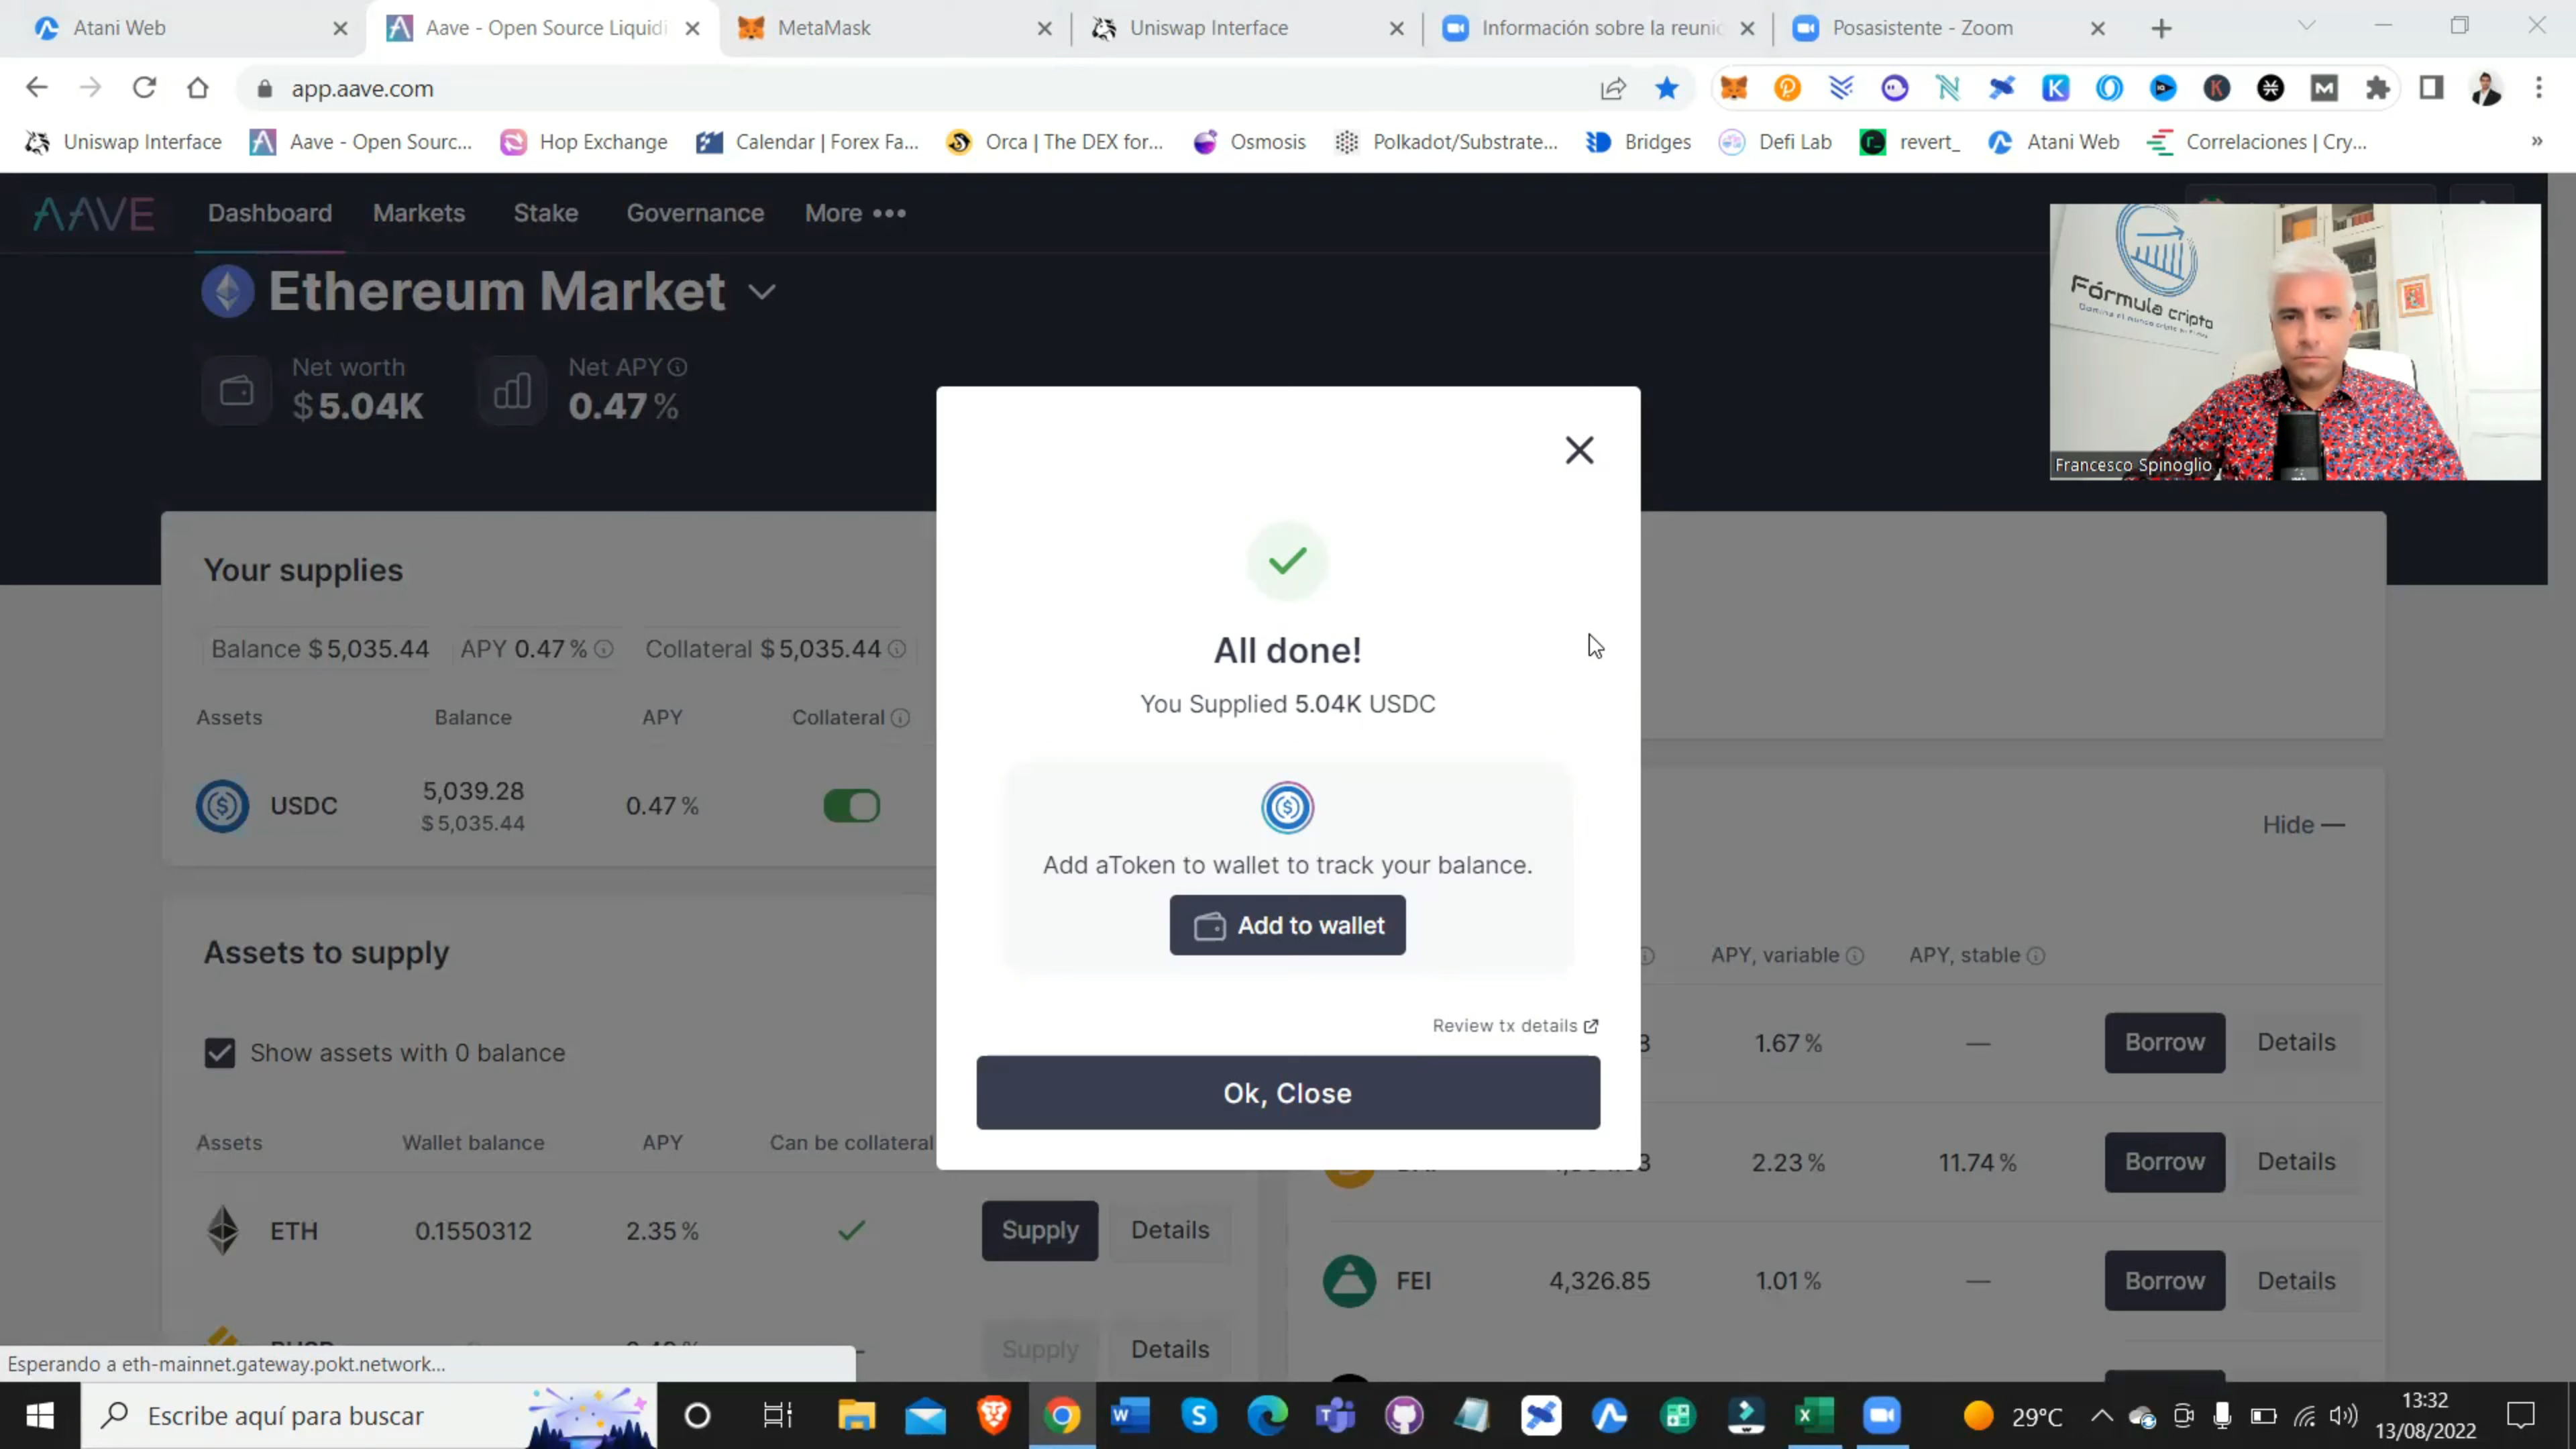 Atani Web
Aave - Open Source Liquidi
MetaMask
Uniswap Interface
Información sobre la reunic
Posasistente - Zoom
app.aave.com
Uniswap Interface
Aave - Open Sourc...
Hop Exchange
Calendar | Forex Fa...
Orca | The DEX for...
Osmosis
Polkadot/Substrate...
Bridges
Defi Lab
revert_
Atani Web
Correlaciones | Cry...
»
AAVE
Dashboard
Markets
Stake
Governance
More •••
Fórmula cripto
Francesco Spinoglio
Ethereum Market
Net worth
$ 5.04K
Net APY
0.47 %
Your supplies
Balance $ 5,035.44
APY 0.47 %
Collateral $ 5,035.44
Assets
Balance
APY
Collateral
USDC
5,039.28
$ 5,035.44
0.47 %
All done!
You Supplied 5.04K USDC
Add aToken to wallet to track your balance.
Add to wallet
Review tx details
Ok, Close
Hide —
Assets to supply
Show assets with 0 balance
Assets
Wallet balance
APY
Can be collateral
ETH
0.1550312
2.35 %
Supply
Details
Supply
Details
APY, variable
APY, stable
1.67 %
—
Borrow
Details
2.23 %
11.74 %
Borrow
Details
FEI
4,326.85
1.01 %
—
Borrow
Details
Esperando a eth-mainnet.gateway.pokt.network...
Escribe aquí para buscar
29°C
13:32
13/08/2022